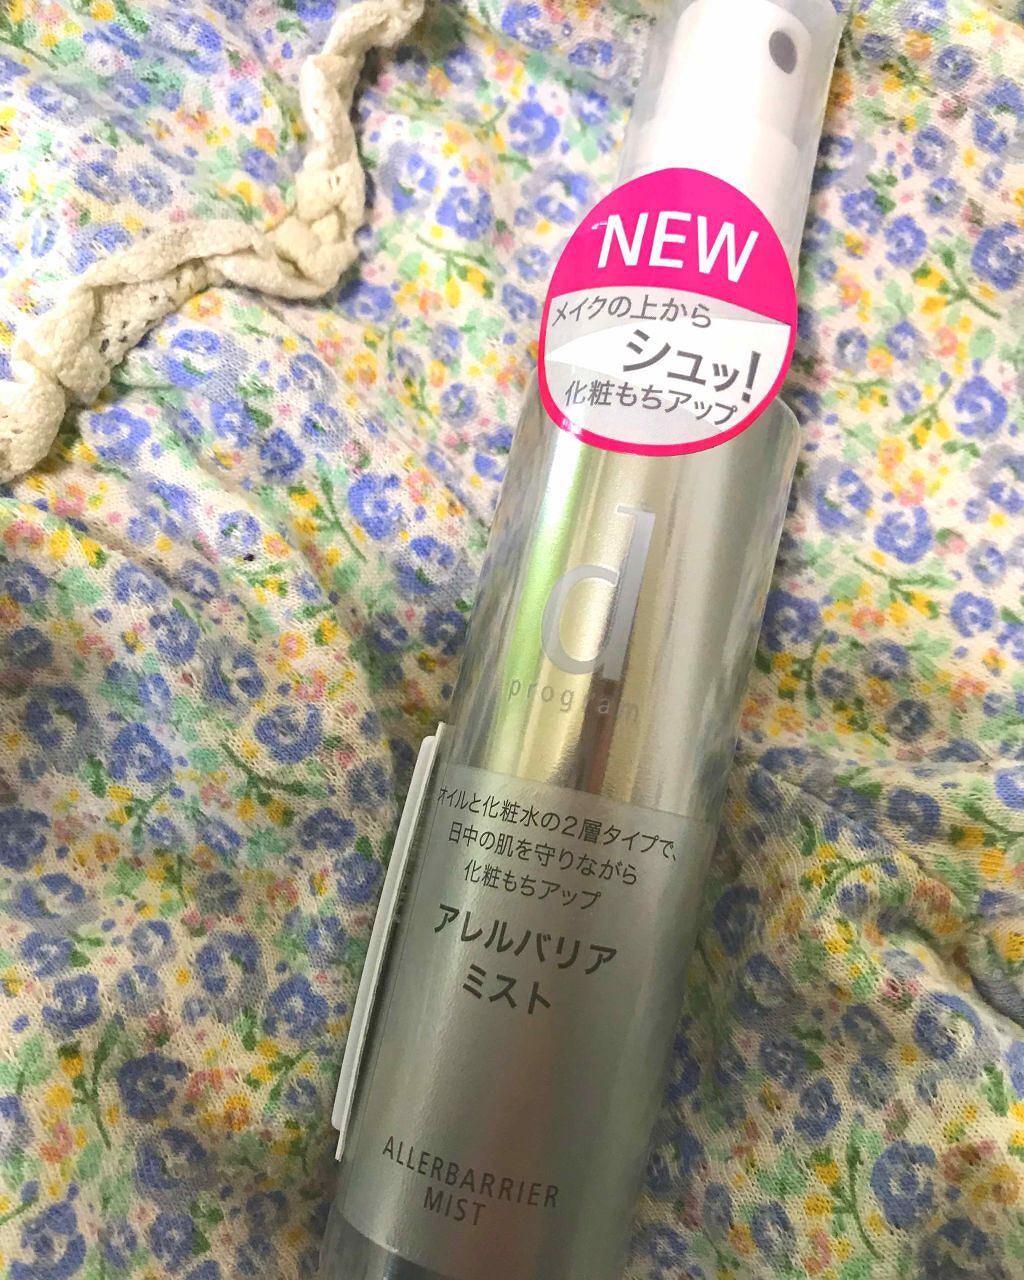 NEW
メイクの上から
シュッ!
化粧もちアップ
d
program
オイルと化粧水の2層タイプで、
日中の肌を守りながら
化粧もちアップ
アレルバリア
ミスト
ALLERBARRIER
MIST